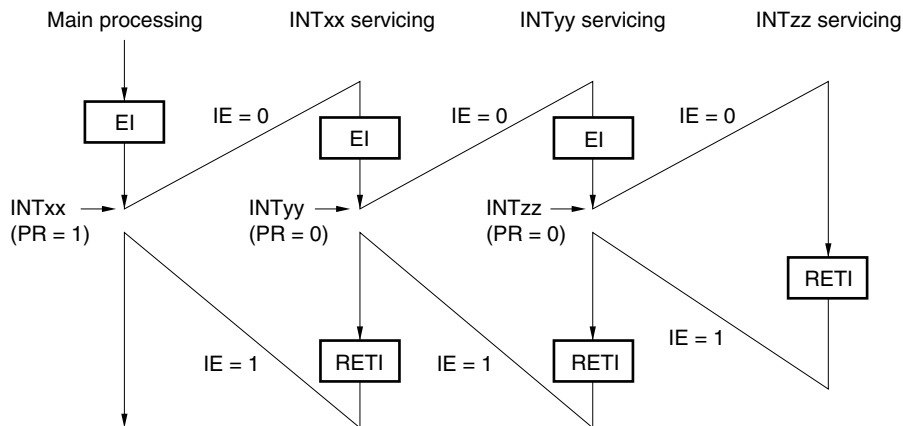 Main processing INTxx servicing INTyy servicing INTzz servicing
IE = 0 IE = 0 IE = 0
EI EI EI
INTxx INTyy INTzz
(PR = 1) (PR = 0) (PR = 0)
RETI
IE = 1
IE = 1 RETI IE = 1 RETI